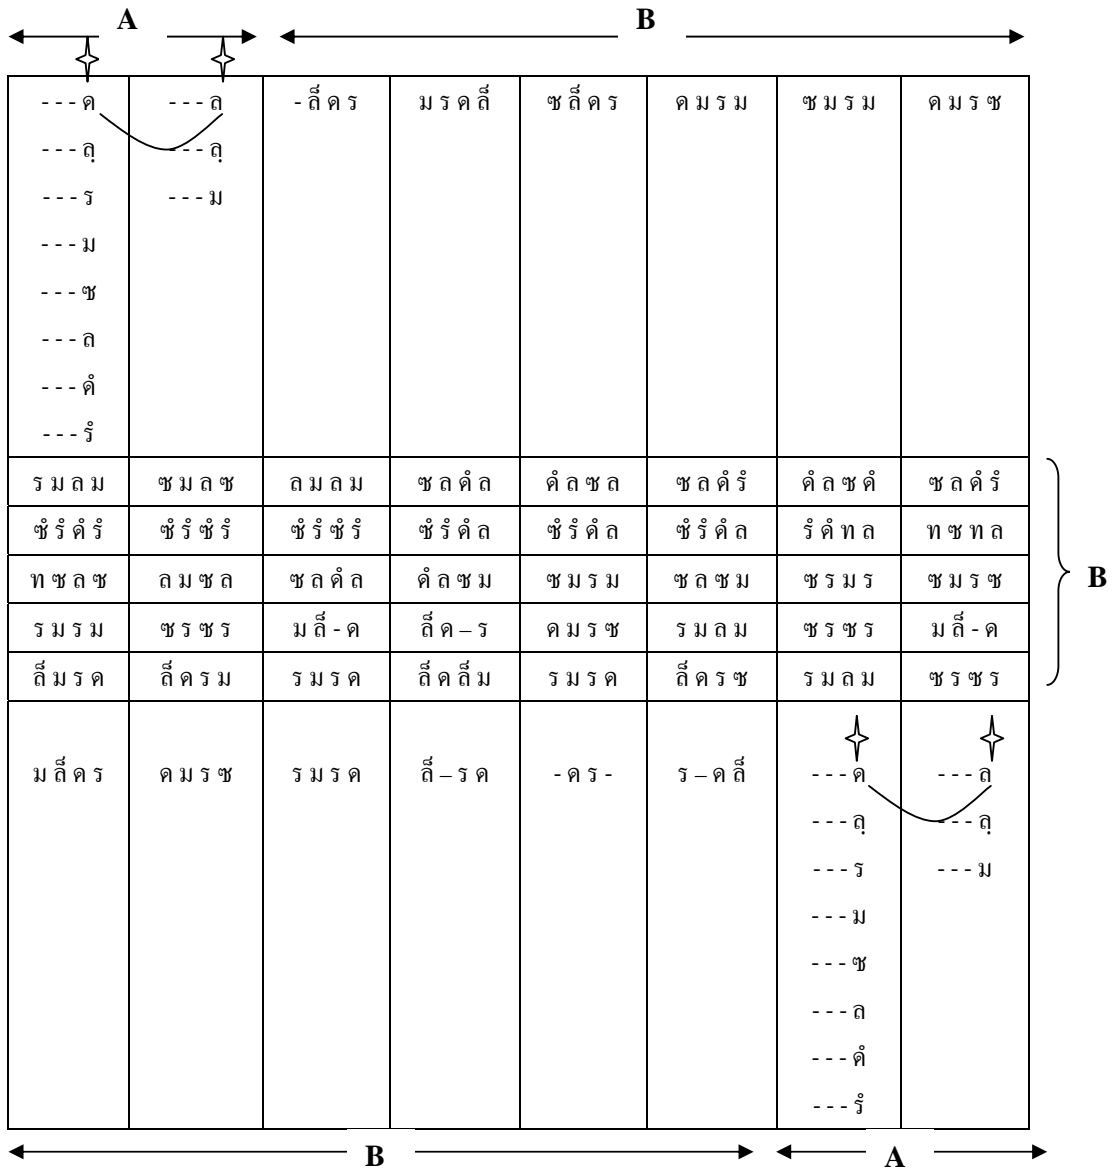 A B
- - - ด - - - ล - ล็ ด ร ม ร ด ล็ ซ ล็ ด ร ด ม ร ม ซ ม ร ม ด ม ร ซ
- - - ลฺ - - - ลฺ
- - - ร - - - ม
- - - ม
- - - ซ
- - - ล
- - - ดํ
- - - รํ
ร ม ล ม ซ ม ล ซ ล ม ล ม ซ ล ดํ ล ดํ ล ซ ล ซ ล ดํ รํ ดํ ล ซ ดํ ซ ล ดํ รํ
ซํ รํ ดํ รํ ซํ รํ ซํ รํ ซํ รํ ซํ รํ ซํ รํ ดํ ล ซํ รํ ดํ ล ซํ รํ ดํ ล รํ ดํ ท ล ท ซ ท ล
ท ซ ล ซ ล ม ซ ล ซ ล ดํ ล ดํ ล ซ ม ซ ม ร ม ซ ล ซ ม ซ ร ม ร ซ ม ร ซ B
ร ม ร ม ซ ร ซ ร ม ล็ - ด ล็ ด – ร ด ม ร ซ ร ม ล ม ซ ร ซ ร ม ล็ - ด
ล็ ม ร ด ล็ ด ร ม ร ม ร ด ล็ ด ล็ ม ร ม ร ด ล็ ด ร ซ ร ม ล ม ซ ร ซ ร
ม ล็ ด ร ด ม ร ซ ร ม ร ด ล็ – ร ด - ด ร - ร – ด ล็ - - - ด - - - ล
- - - ลฺ - - - ลฺ
- - - ร - - - ม
- - - ม
- - - ซ
- - - ล
- - - ดํ
- - - รํ
B A